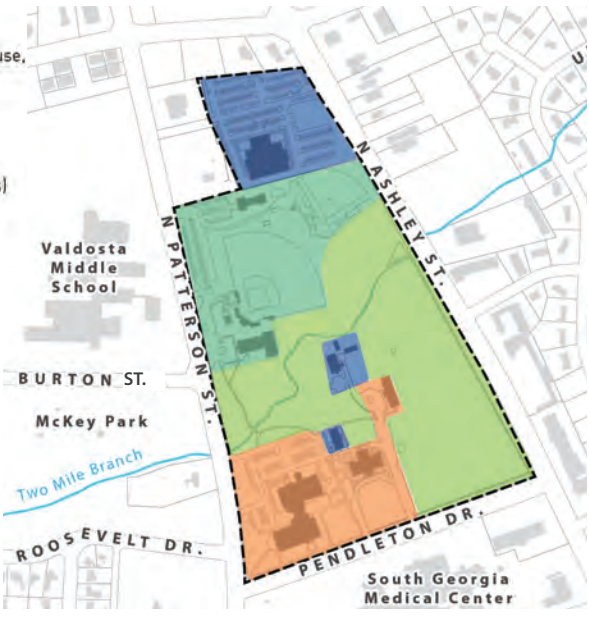 N ASHLEY ST.
N PATTERSON ST.
Valdosta
Middle
School
BURTON ST.
McKey Park
Two Mile Branch
ROOSEVELT DR.
PENDLETON DR.
South Georgia
Medical Center